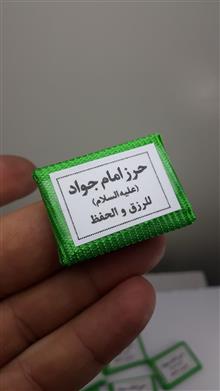 حرز امام جواد
(علیه السلام)
للرزق و الحفظ